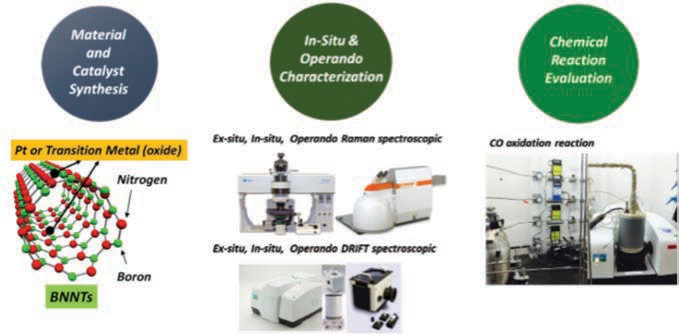 Material
and
Catalyst
Synthesis
In-Situ &
Operando
Characterization
Chemical
Reaction
Evaluation
Pt or Transition Metal (oxide)
Nitrogen
Boron
BNNTs
Ex-situ, In-situ, Operando Raman spectroscopic
Ex-situ, In-situ, Operando DRIFT spectroscopic
CO oxidation reaction